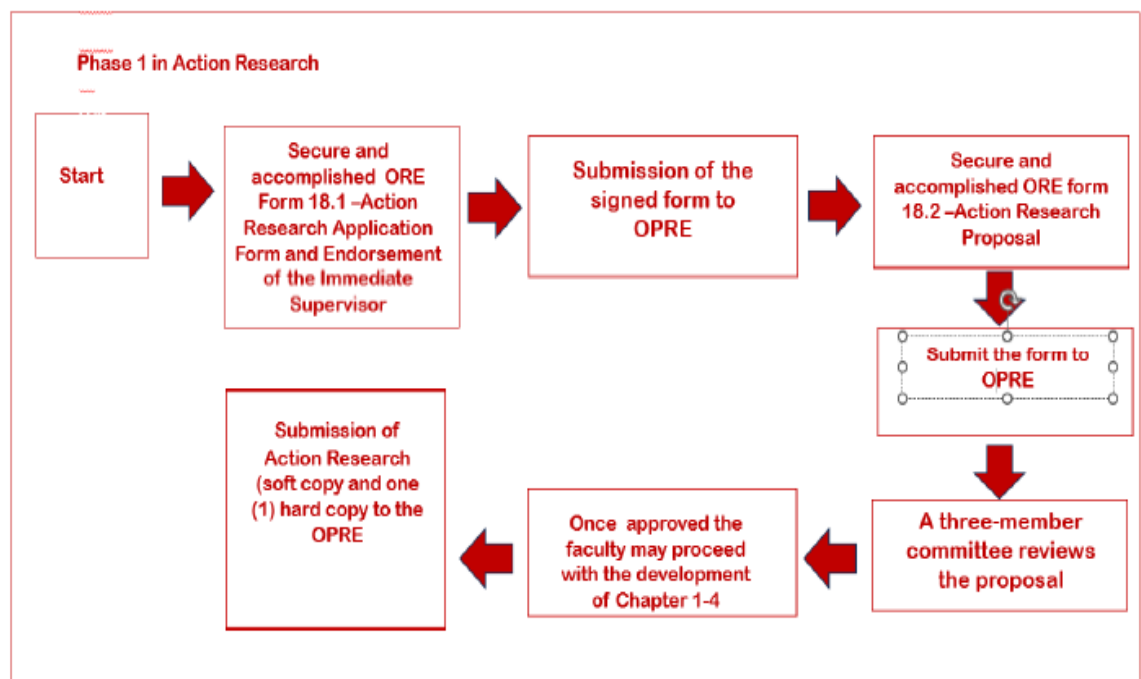 Phase 1 in Action Research
Start
Secure and
accomplished ORE
Form 18.1 –Action
Research Application
Form and Endorsement
of the Immediate
Supervisor
Submission of the
signed form to
OPRE
Secure and
accomplished ORE form
18.2 –Action Research
Proposal
Submit the form to
OPRE
A three-member
committee reviews
the proposal
Once approved the
faculty may proceed
with the development
of Chapter 1-4
Submission of
Action Research
(soft copy and one
(1) hard copy to the
OPRE